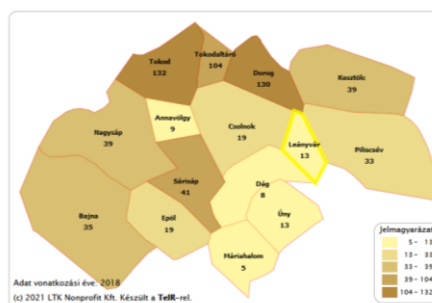 Tokod
132
Tokodaltáró
104
Dorog
130
Kesztölc
39
Annavölgy
9
Csolnok
19
Leányvár
13
Piliscsév
33
Nagysáp
39
Sárisáp
41
Dág
8
Bajna
35
Epöl
19
Úny
13
Máriahalom
5
Jelmagyarázat
5 - 13
13 - 33
33 - 39
39 - 104
104 - 132
Adat vonatkozási éve: 2018
(c) 2021 LTK Nonprofit Kft. Készült a TeIR-rel.